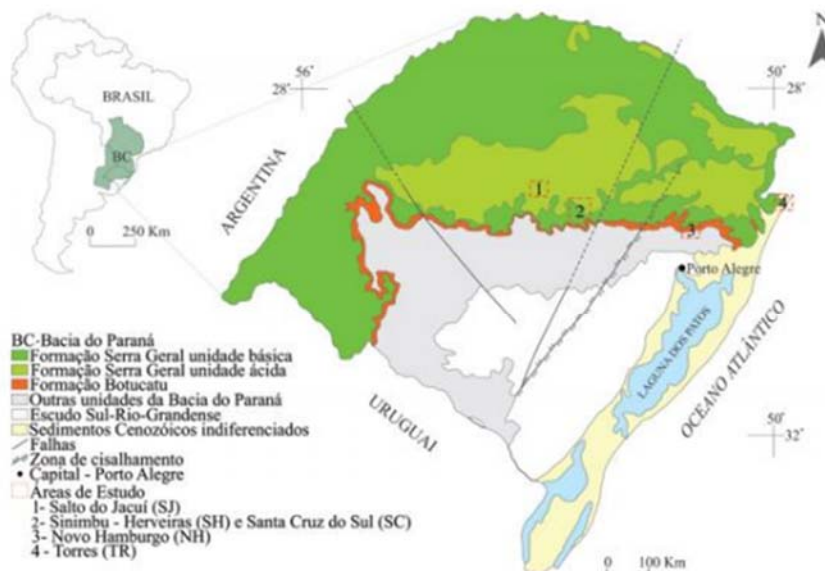 BRASIL
BC
0 250 Km
N
56°
28°
50°
28°
ARGENTINA
1
2
3
4
Porto Alegre
LAGUNA DOS PATOS
OCEANO ATLÂNTICO
URUGUAI
50°
32°
0 100 Km
BC-Bacia do Paraná
Formação Serra Geral unidade básica
Formação Serra Geral unidade ácida
Formação Botucatu
Outras unidades da Bacia do Paraná
Escudo Sul-Rio-Grandense
Sedimentos Cenozóicos indiferenciados
Falhas
Zona de cisalhamento
Capital - Porto Alegre
Áreas de Estudo
1- Salto do Jacuí (SJ)
2- Sinimbu - Herveiras (SH) e Santa Cruz do Sul (SC)
3- Novo Hamburgo (NH)
4 - Torres (TR)